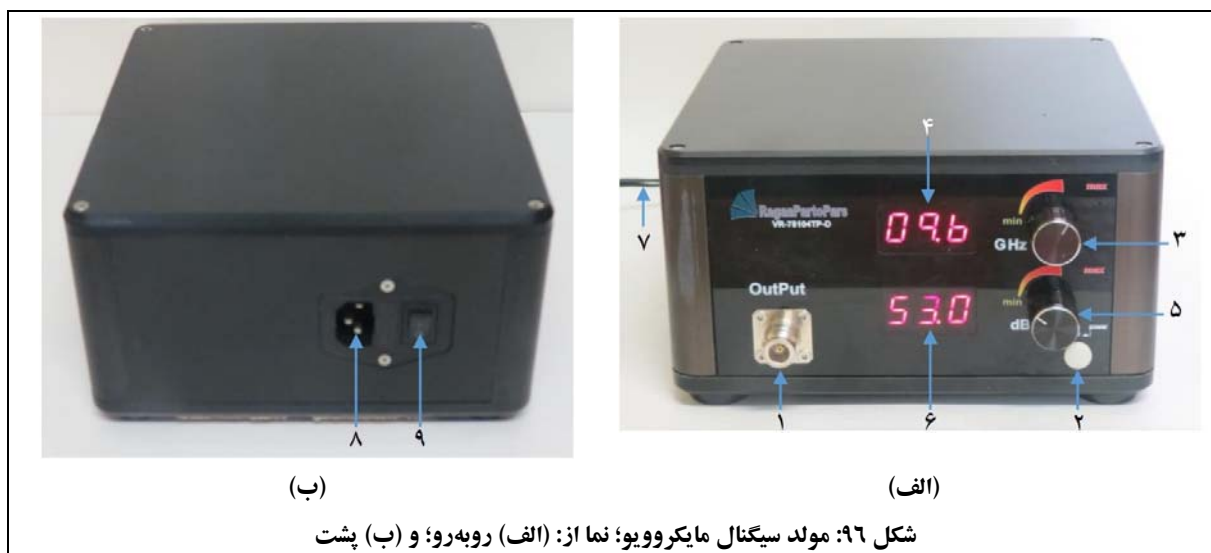 ۴
max
RaganPartoPars
VR-78104TP-D
09.6
min
GHz
۳
۷
max
OutPut
53.0
min
dB
۵
۱
۶
۲
۸
۹
(الف)
(ب)
شکل ۹۶: مولد سیگنال مایکروویو؛ نما از: (الف) روبه‌رو؛ و (ب) پشت